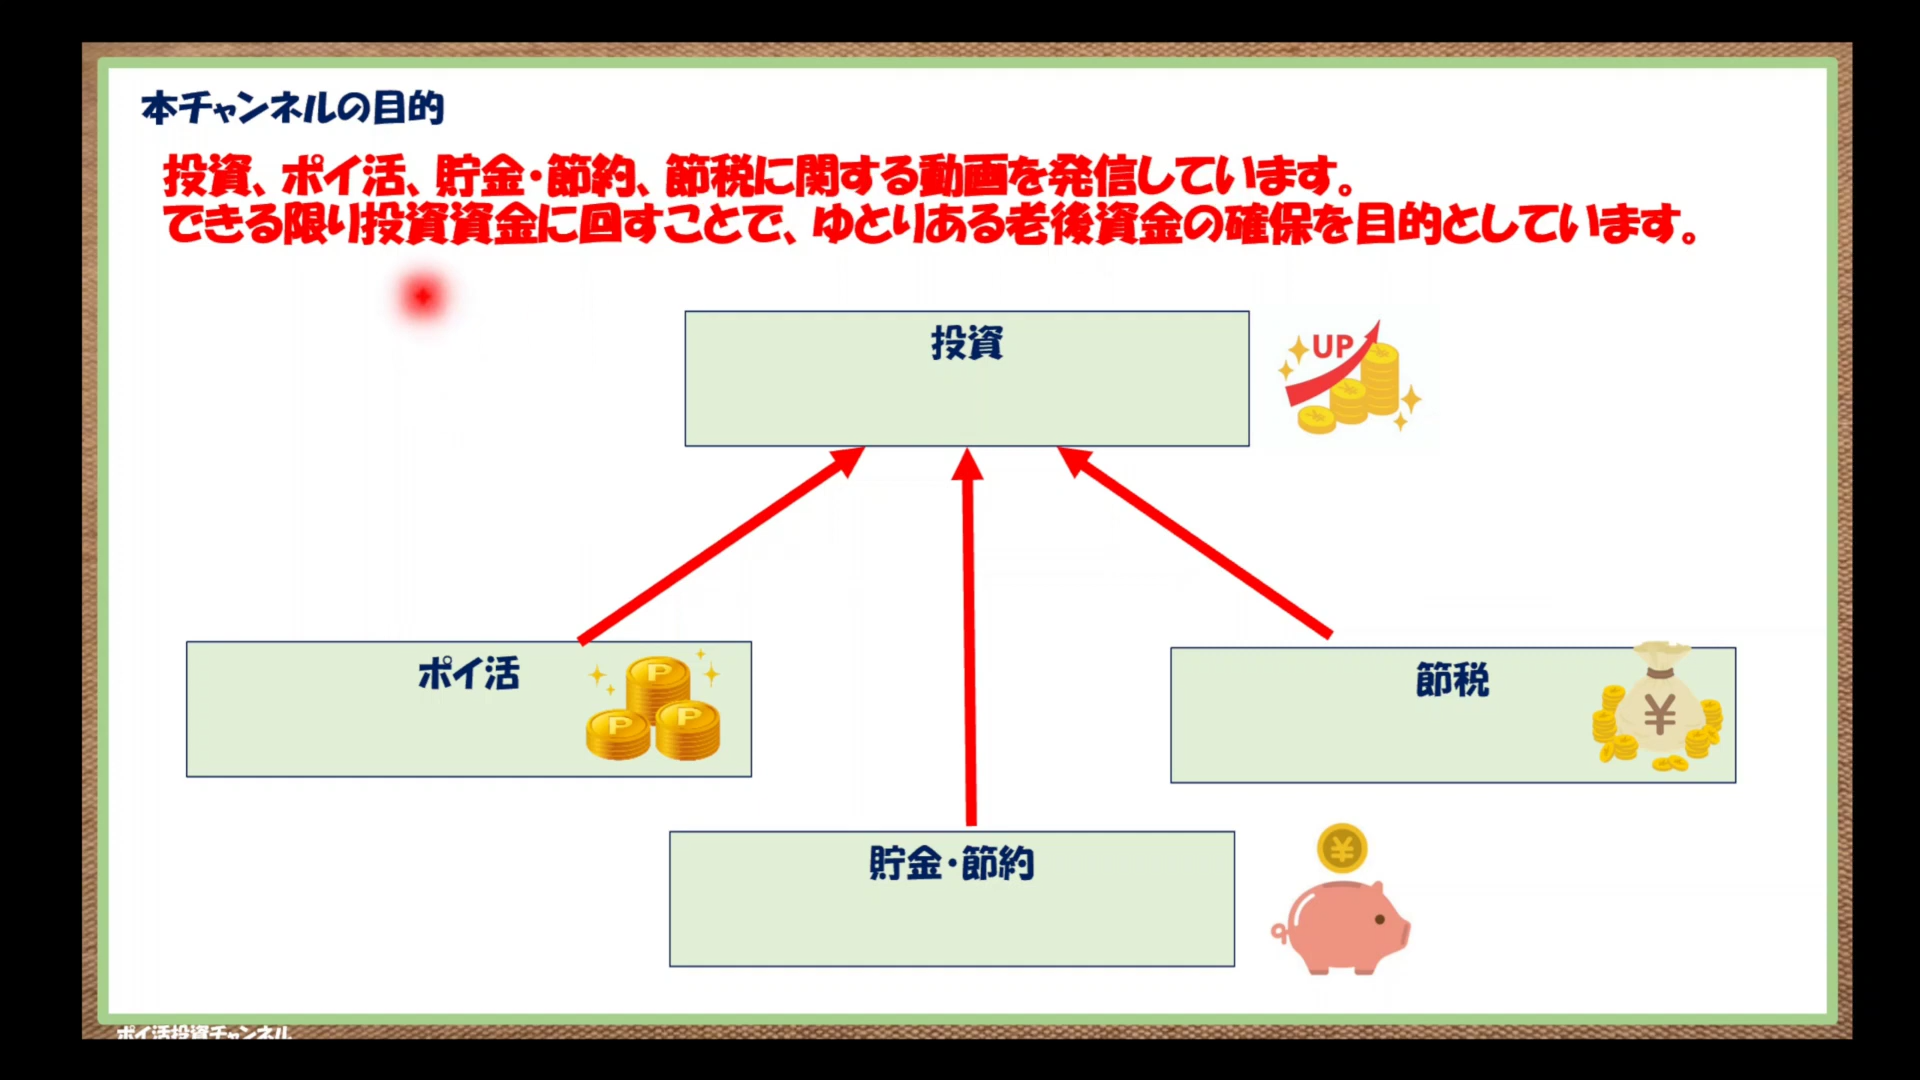 本チャンネルの目的
投資、ポイ活、貯金・節約、節税に関する動画を発信しています。
できる限り投資資金に回すことで、ゆとりある老後資金の確保を目的としています。
投資
UP
ポイ活
P
P
P
節税
¥
貯金・節約
¥
ポイ活投資チャンネル